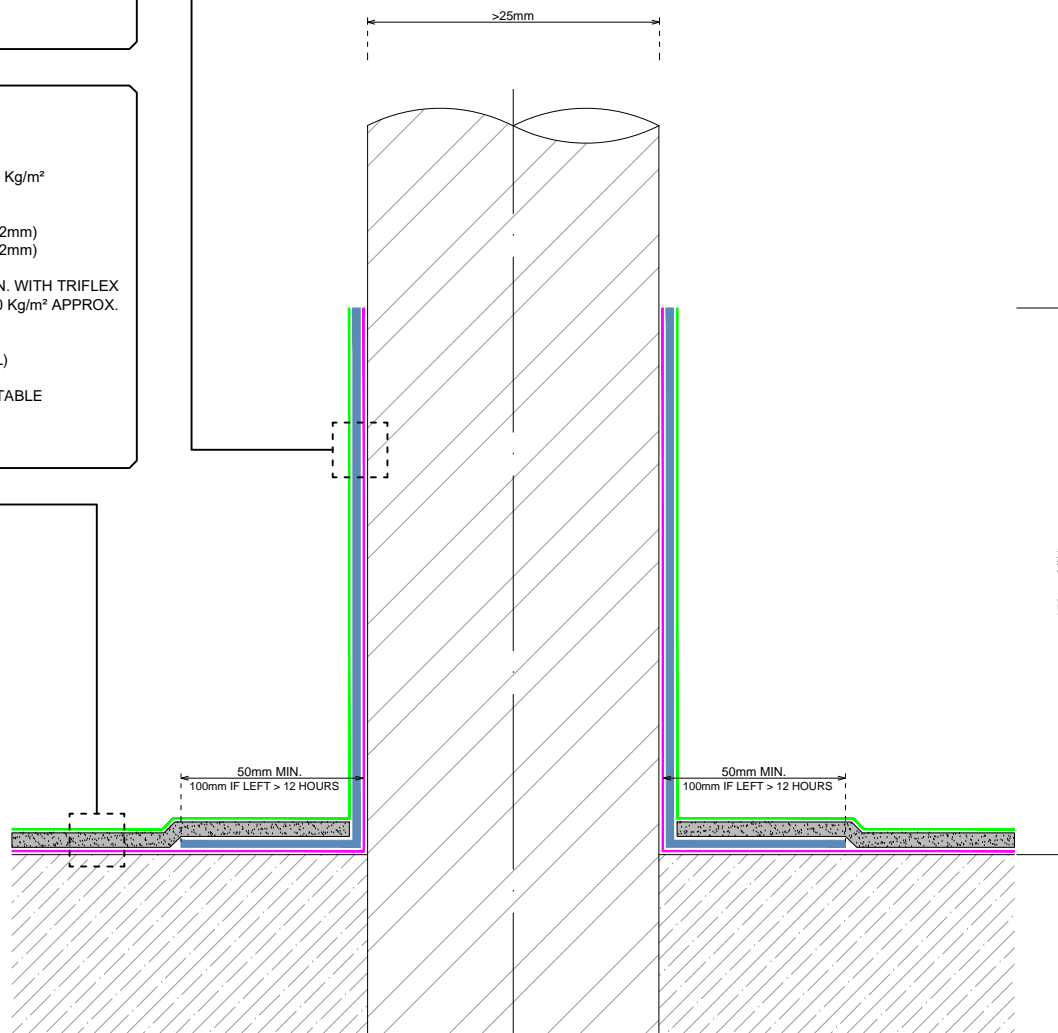 >25mm
Kg/m²
2mm)
2mm)
N. WITH TRIFLEX
Kg/m² APPROX.
L)
TABLE
50mm MIN.
100mm IF LEFT > 12 HOURS
50mm MIN.
100mm IF LEFT > 12 HOURS